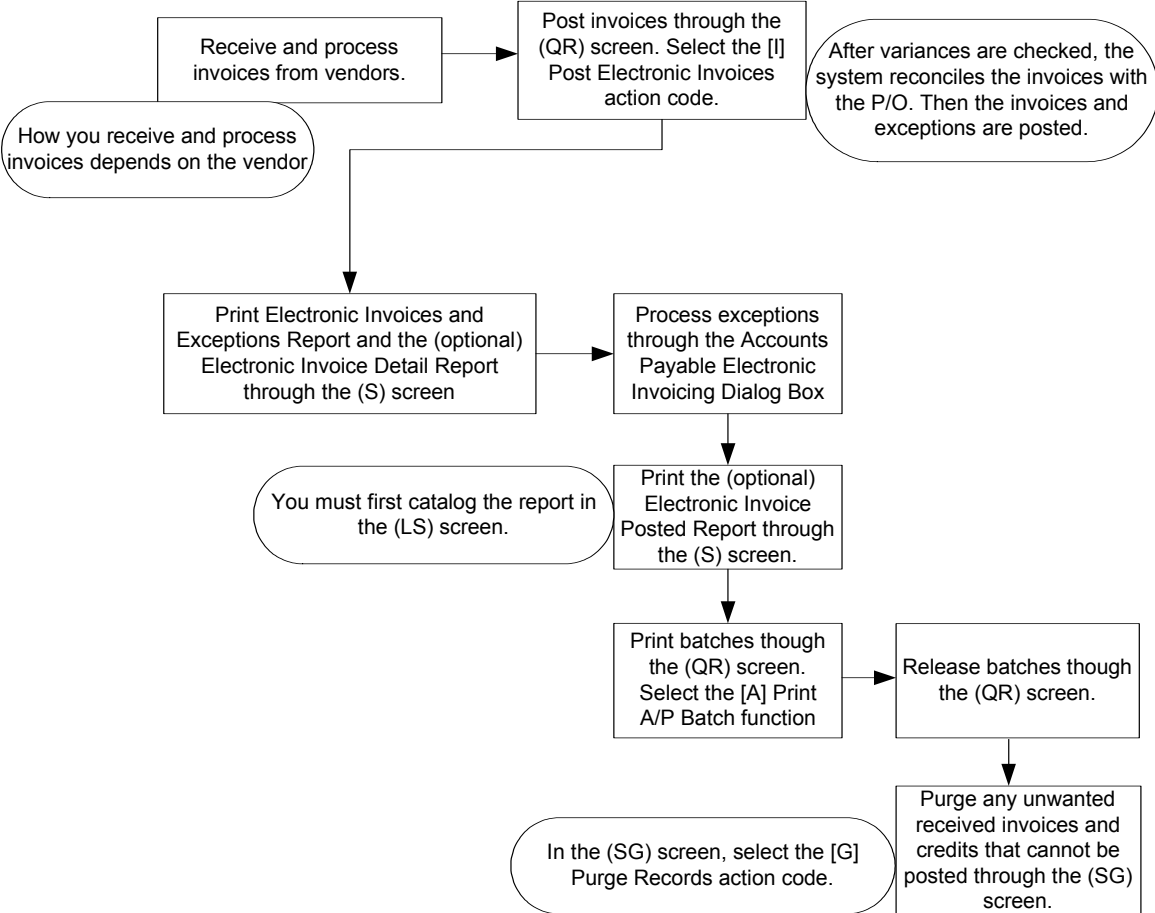 Receive and process
invoices from vendors.
How you receive and process
invoices depends on the vendor
Post invoices through the
(QR) screen. Select the [I]
Post Electronic Invoices
action code.
After variances are checked, the
system reconciles the invoices with
the P/O. Then the invoices and
exceptions are posted.
Print Electronic Invoices and
Exceptions Report and the (optional)
Electronic Invoice Detail Report
through the (S) screen
Process exceptions
through the Accounts
Payable Electronic
Invoicing Dialog Box
You must first catalog the report in
the (LS) screen.
Print the (optional)
Electronic Invoice
Posted Report through
the (S) screen.
Print batches though
the (QR) screen.
Select the [A] Print
A/P Batch function
Release batches though
the (QR) screen.
In the (SG) screen, select the [G]
Purge Records action code.
Purge any unwanted
received invoices and
credits that cannot be
posted through the (SG)
screen.